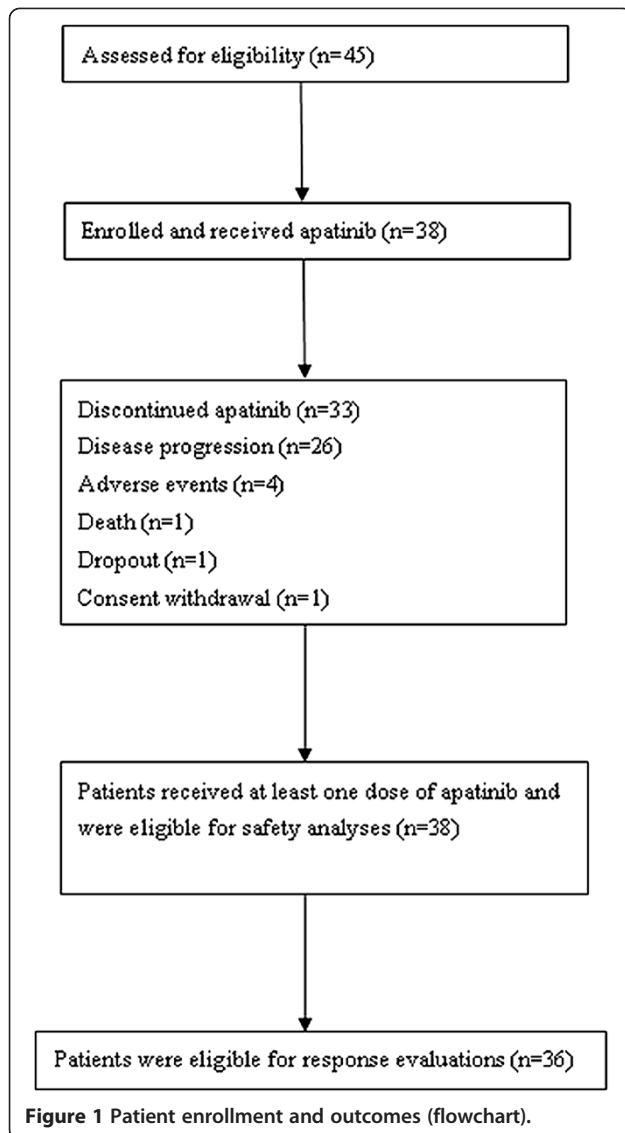 Assessed for eligibility (n=45)
Enrolled and received apatinib (n=38)
Discontinued apatinib (n=33)
Disease progression (n=26)
Adverse events (n=4)
Death (n=1)
Dropout (n=1)
Consent withdrawal (n=1)
Patients received at least one dose of apatinib and
were eligible for safety analyses (n=38)
Patients were eligible for response evaluations (n=36)
Figure 1 Patient enrollment and outcomes (flowchart).